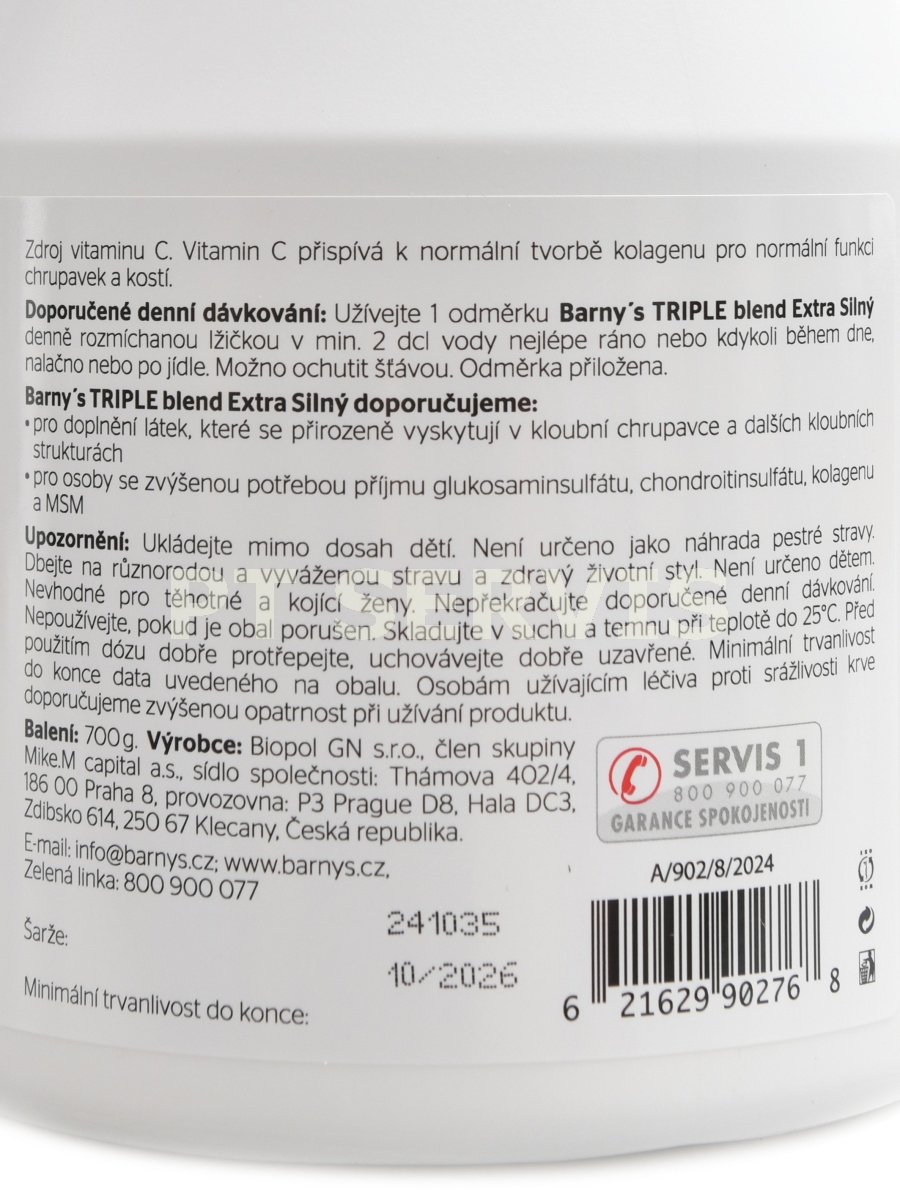 Zdroj vitaminu C. Vitamin C přispívá k normální tvorbě kolagenu pro normální funkci
chrupavek a kostí.
Doporučené denní dávkování: Užívejte 1 odměrku Barny´s TRIPLE blend Extra Silný
denně rozmíchanou lžičkou v min. 2 dcl vody nejlépe ráno nebo kdykoli během dne,
nalačno nebo po jídle. Možno ochutit šťávou. Odměrka přiložena.
Barny´s TRIPLE blend Extra Silný doporučujeme:
• pro doplnění látek, které se přirozeně vyskytují v kloubní chrupavce a dalších kloubních
strukturách
• pro osoby se zvýšenou potřebou příjmu glukosaminsulfátu, chondroitinsulfátu, kolagenu
a MSM
Upozornění: Ukládejte mimo dosah dětí. Není určeno jako náhrada pestré stravy.
Dbejte na různorodou a vyváženou stravu a zdravý životní styl. Není určeno dětem.
Nevhodné pro těhotné a kojící ženy. Nepřekračujte doporučené denní dávkování.
Nepoužívejte, pokud je obal porušen. Skladujte v suchu a temnu při teplotě do 25°C. Před
použitím dózu dobře protřepejte, uchovávejte dobře uzavřené. Minimální trvanlivost
do konce data uvedeného na obalu. Osobám užívajícím léčiva proti srážlivosti krve
doporučujeme zvýšenou opatrnost při užívání produktu.
PT SERVIS
Balení: 700g. Výrobce: Biopol GN s.r.o., člen skupiny
Mike.M capital a.s., sídlo společnosti: Thámova 402/4,
186 00 Praha 8, provozovna: P3 Prague D8, Hala DC3,
Zdibsko 614, 250 67 Klecany, Česká republika.
E-mail: info@barnys.cz; www.barnys.cz,
Zelená linka: 800 900 077
SERVIS 1
800 900 077
GARANCE SPOKOJENOSTI
A/902/8/2024
Šarže: 241035
Minimální trvanlivost do konce: 10/2026
6 21629 90276 8